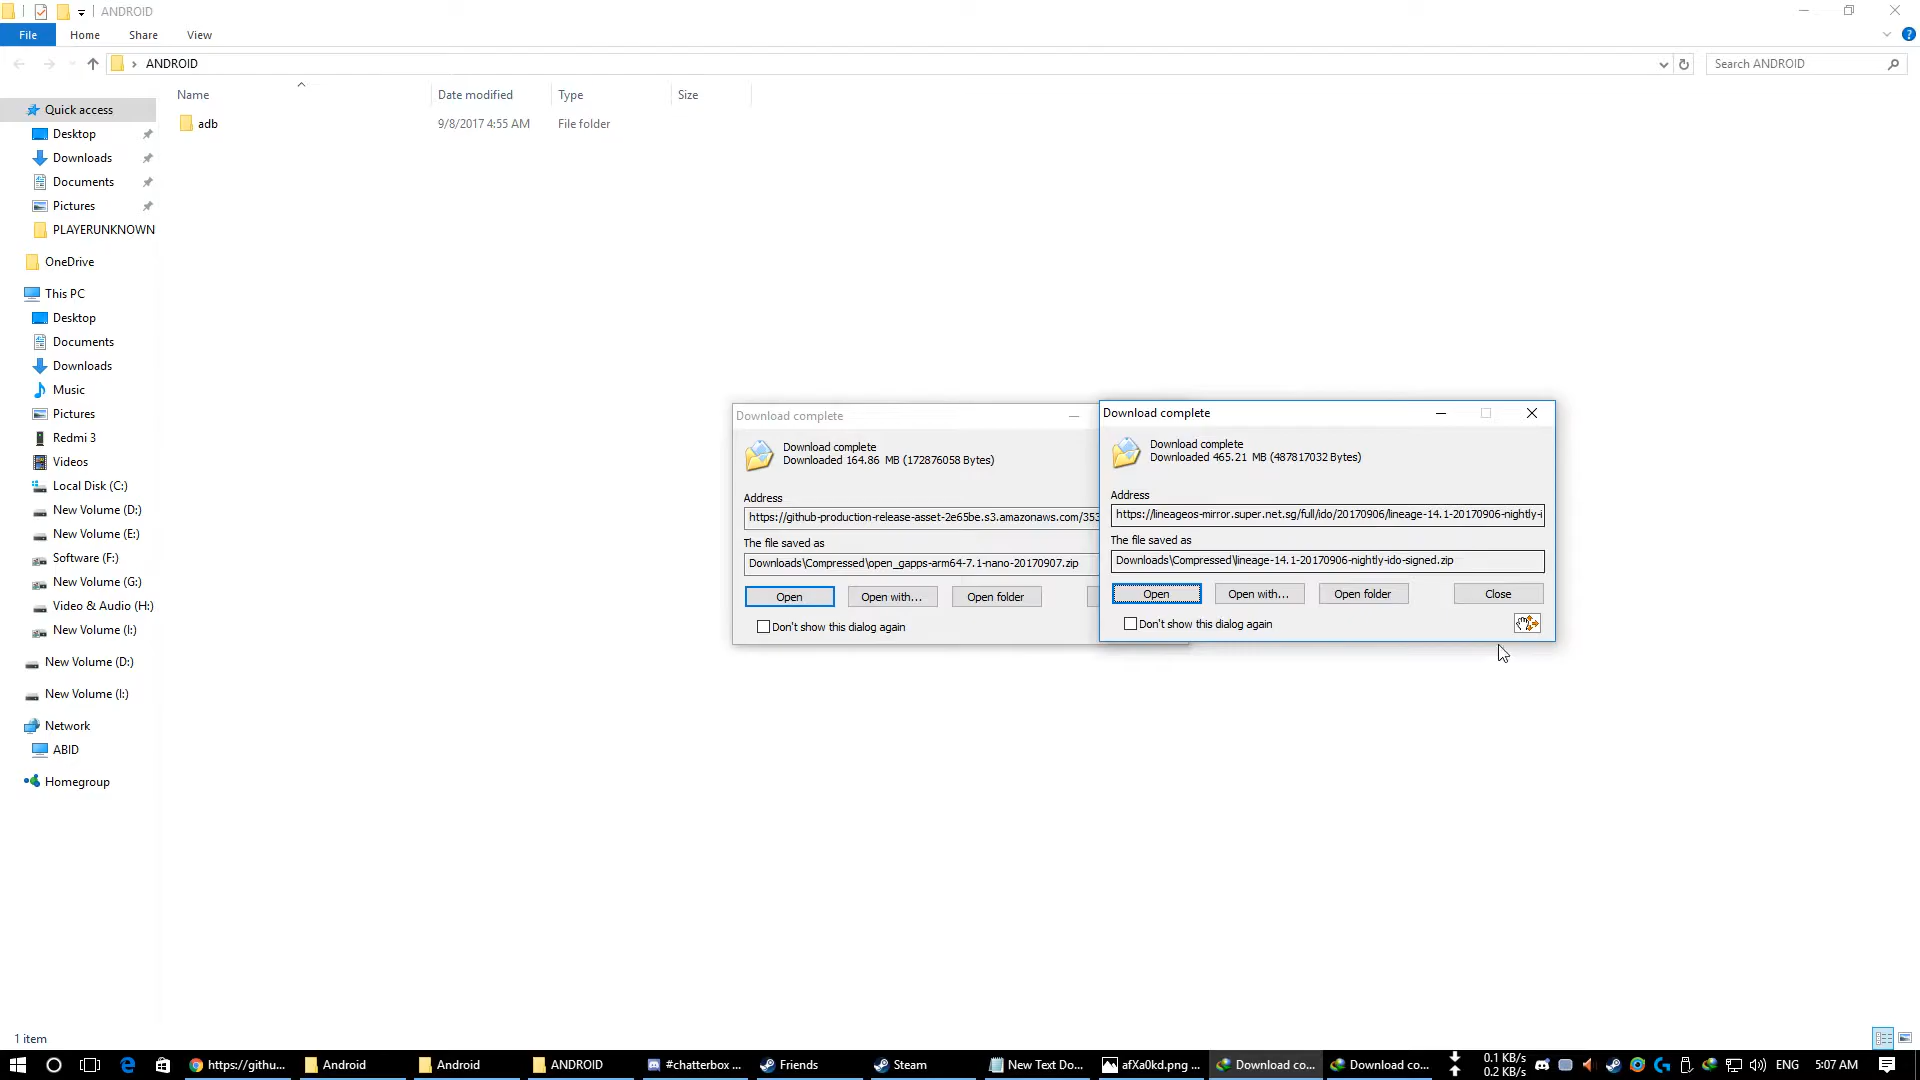 ANDROID
File
Home
Share
View
ANDROID
Search ANDROID
Name
Date modified
Type
Size
adb
9/8/2017 4:55 AM
File folder
Quick access
Desktop
Downloads
Documents
Pictures
PLAYERUNKNOWN
OneDrive
This PC
Desktop
Documents
Downloads
Music
Pictures
Redmi 3
Videos
Local Disk (C:)
New Volume (D:)
New Volume (E:)
Software (F:)
New Volume (G:)
Video & Audio (H:)
New Volume (I:)
New Volume (D:)
New Volume (I:)
Network
ABID
Homegroup
Download complete
Download complete
Downloaded 164.86 MB (172876058 Bytes)
Address
https://github-production-release-asset-2e65be.s3.amazonaws.com/353
The file saved as
Downloads\Compressed\open_gapps-arm64-7.1-nano-20170907.zip
Open
Open with...
Open folder
Don't show this dialog again
Download complete
Download complete
Downloaded 465.21 MB (487817032 Bytes)
Address
https://lineageos-mirror.super.net.sg/full/ido/20170906/lineage-14.1-20170906-nightly-i
The file saved as
Downloads\Compressed\lineage-14.1-20170906-nightly-ido-signed.zip
Open
Open with...
Open folder
Close
Don't show this dialog again
1 item
https://githu...
Android
Android
ANDROID
#chatterbox ...
Friends
Steam
New Text Do...
afXa0kd.png ...
Download co...
Download co...
0.1 KB/s
0.2 KB/s
ENG
5:07 AM